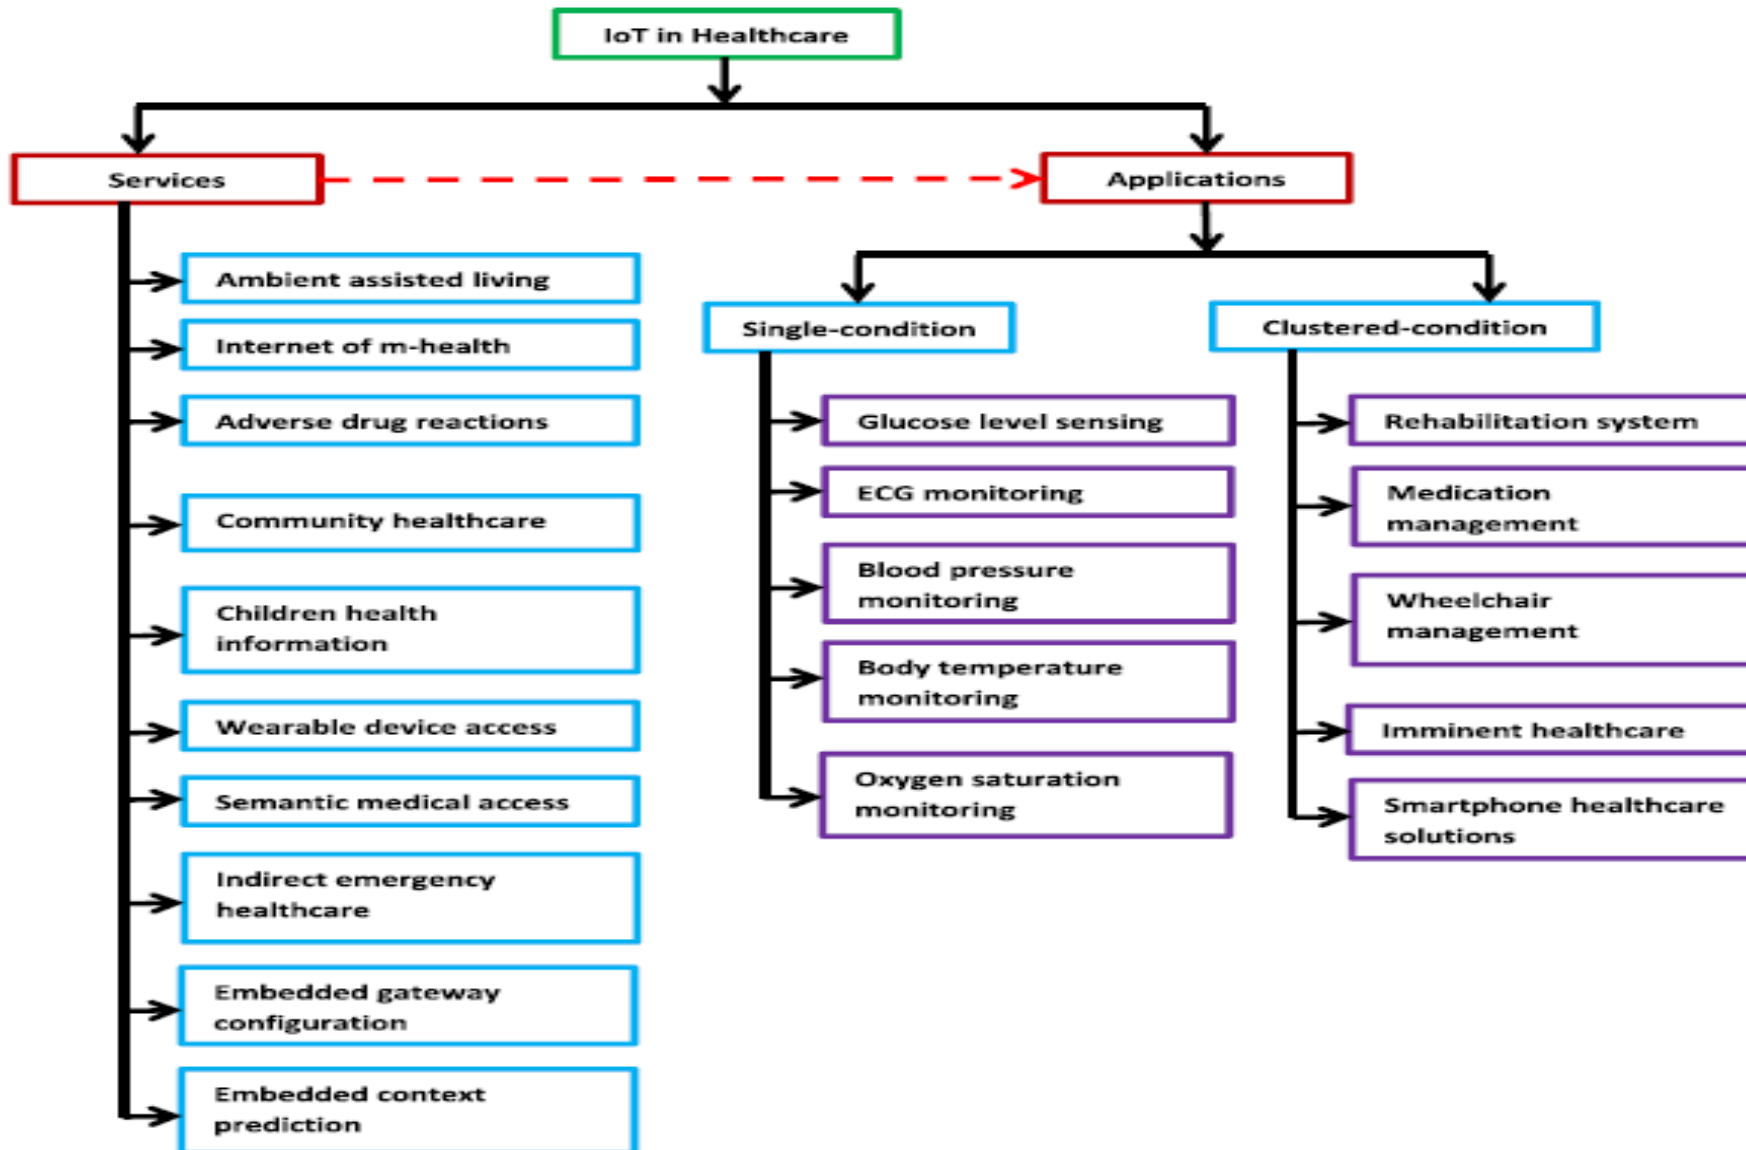 IoT in Healthcare
Services
Applications
Ambient assisted living
Internet of m-health
Adverse drug reactions
Community healthcare
Children health
information
Wearable device access
Semantic medical access
Indirect emergency
healthcare
Embedded gateway
configuration
Embedded context
prediction
Single-condition
Glucose level sensing
ECG monitoring
Blood pressure
monitoring
Body temperature
monitoring
Oxygen saturation
monitoring
Clustered-condition
Rehabilitation system
Medication
management
Wheelchair
management
Imminent healthcare
Smartphone healthcare
solutions